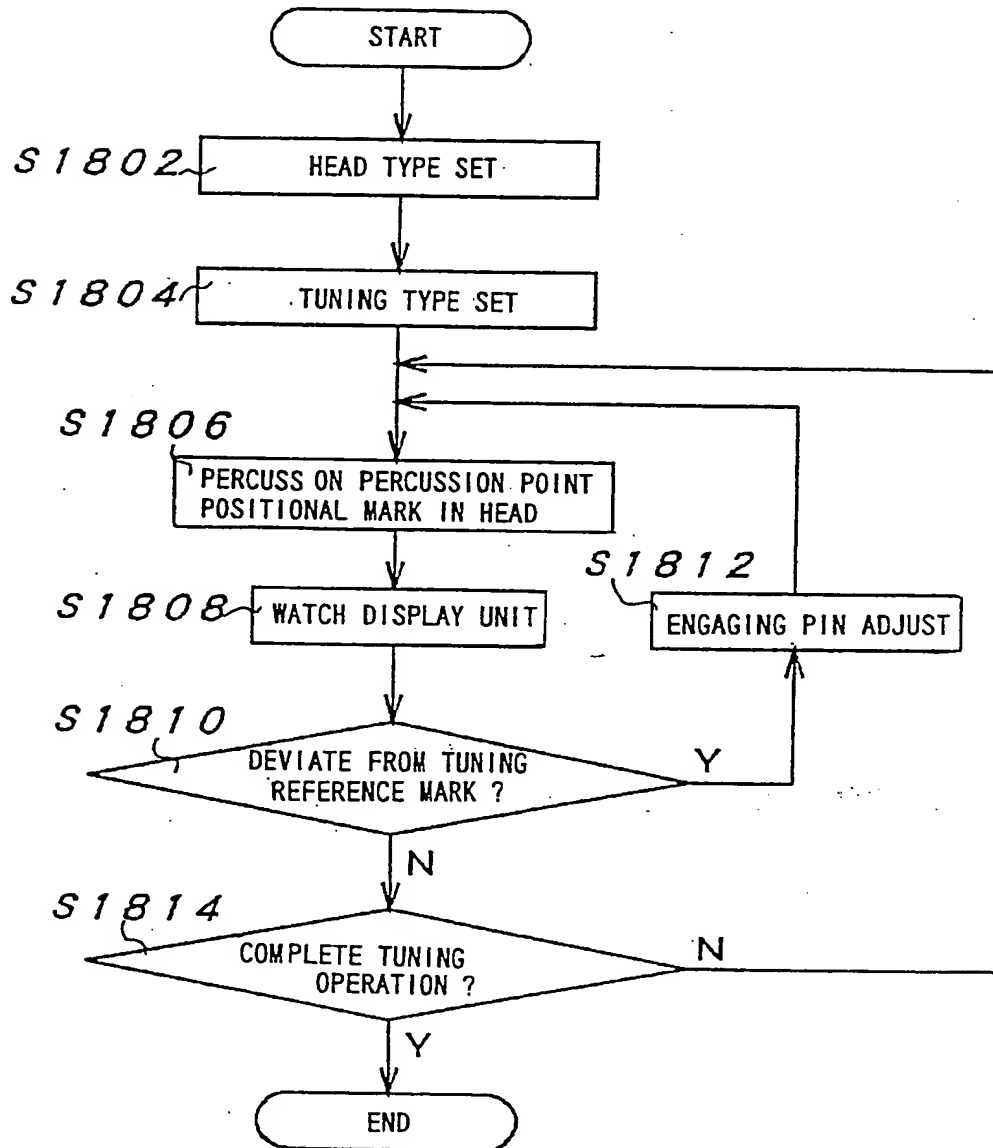 START
S1802
HEAD TYPE SET
S1804
TUNING TYPE SET
S1806
PERCUSS ON PERCUSSION POINT
POSITIONAL MARK IN HEAD
S1812
S1808
WATCH DISPLAY UNIT
ENGAGING PIN ADJUST
S1810
DEVIATE FROM TUNING
REFERENCE MARK ?
Y
N
S1814
COMPLETE TUNING
OPERATION ?
N
Y
END